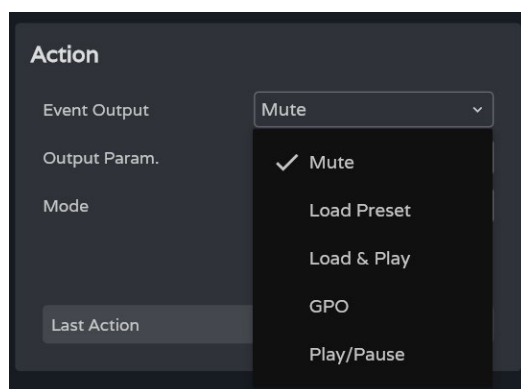 Action
Event Output
Mute
Output Param.
Mute
Mode
Load Preset
Load & Play
GPO
Last Action
Play/Pause